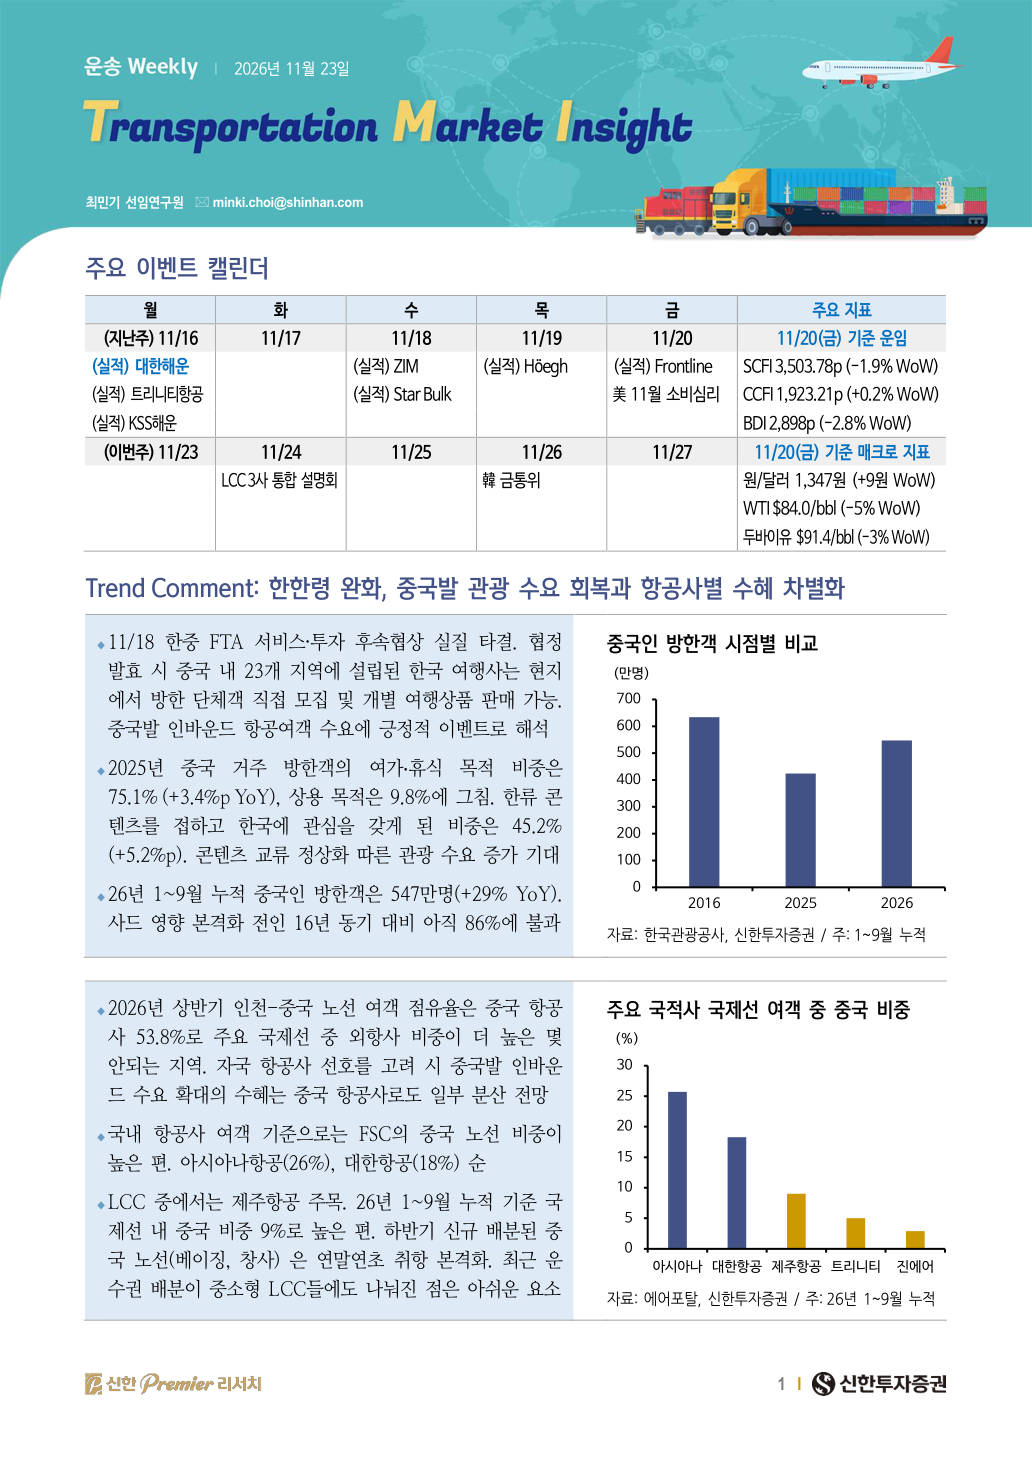 운송 Weekly | 2026년 11월 23일
Transportation Market Insight
최민기 선임연구원 minki.choi@shinhan.com
주요 이벤트 캘린더
월 화 수 목 금 주요 지표
(지난주) 11/16 11/17 11/18 11/19 11/20 11/20(금) 기준 운임
(실적) 대한해운 (실적) ZIM (실적) Höegh (실적) Frontline SCFI 3,503.78p (-1.9% WoW)
(실적) 트리니티항공 (실적) Star Bulk 美 11월 소비심리 CCFI 1,923.21p (+0.2% WoW)
(실적) KSS해운 BDI 2,898p (-2.8% WoW)
(이번주) 11/23 11/24 11/25 11/26 11/27 11/20(금) 기준 매크로 지표
LCC 3사 통합 설명회 韓 금통위 원/달러 1,347원 (+9원 WoW)
WTI $84.0/bbl (-5% WoW)
두바이유 $91.4/bbl (-3% WoW)
Trend Comment: 한한령 완화, 중국발 관광 수요 회복과 항공사별 수혜 차별화
◆ 11/18 한중 FTA 서비스·투자 후속협상 실질 타결. 협정
발효 시 중국 내 23개 지역에 설립된 한국 여행사는 현지
에서 방한 단체객 직접 모집 및 개별 여행상품 판매 가능.
중국발 인바운드 항공여객 수요에 긍정적 이벤트로 해석
◆ 2025년 중국 거주 방한객의 여가·휴식 목적 비중은
75.1% (+3.4%p YoY), 상용 목적은 9.8%에 그침. 한류 콘
텐츠를 접하고 한국에 관심을 갖게 된 비중은 45.2%
(+5.2%p). 콘텐츠 교류 정상화 따른 관광 수요 증가 기대
◆ 26년 1~9월 누적 중국인 방한객은 547만명(+29% YoY).
사드 영향 본격화 전인 16년 동기 대비 아직 86%에 불과
중국인 방한객 시점별 비교
(만명)
700
600
500
400
300
200
100
0
2016 2025 2026
자료: 한국관광공사, 신한투자증권 / 주: 1~9월 누적
◆ 2026년 상반기 인천-중국 노선 여객 점유율은 중국 항공
사 53.8%로 주요 국제선 중 외항사 비중이 더 높은 몇
안되는 지역. 자국 항공사 선호를 고려 시 중국발 인바운
드 수요 확대의 수혜는 중국 항공사로도 일부 분산 전망
◆ 국내 항공사 여객 기준으로는 FSC의 중국 노선 비중이
높은 편. 아시아나항공(26%), 대한항공(18%) 순
◆ LCC 중에서는 제주항공 주목. 26년 1~9월 누적 기준 국
제선 내 중국 비중 9%로 높은 편. 하반기 신규 배분된 중
국 노선(베이징, 창사) 은 연말연초 취항 본격화. 최근 운
수권 배분이 중소형 LCC들에도 나눠진 점은 아쉬운 요소
주요 국적사 국제선 여객 중 중국 비중
(%)
30
25
20
15
10
5
0
아시아나 대한항공 제주항공 트리니티 진에어
자료: 에어포탈, 신한투자증권 / 주: 26년 1~9월 누적
신한 Premier 리서치
1 | 신한투자증권